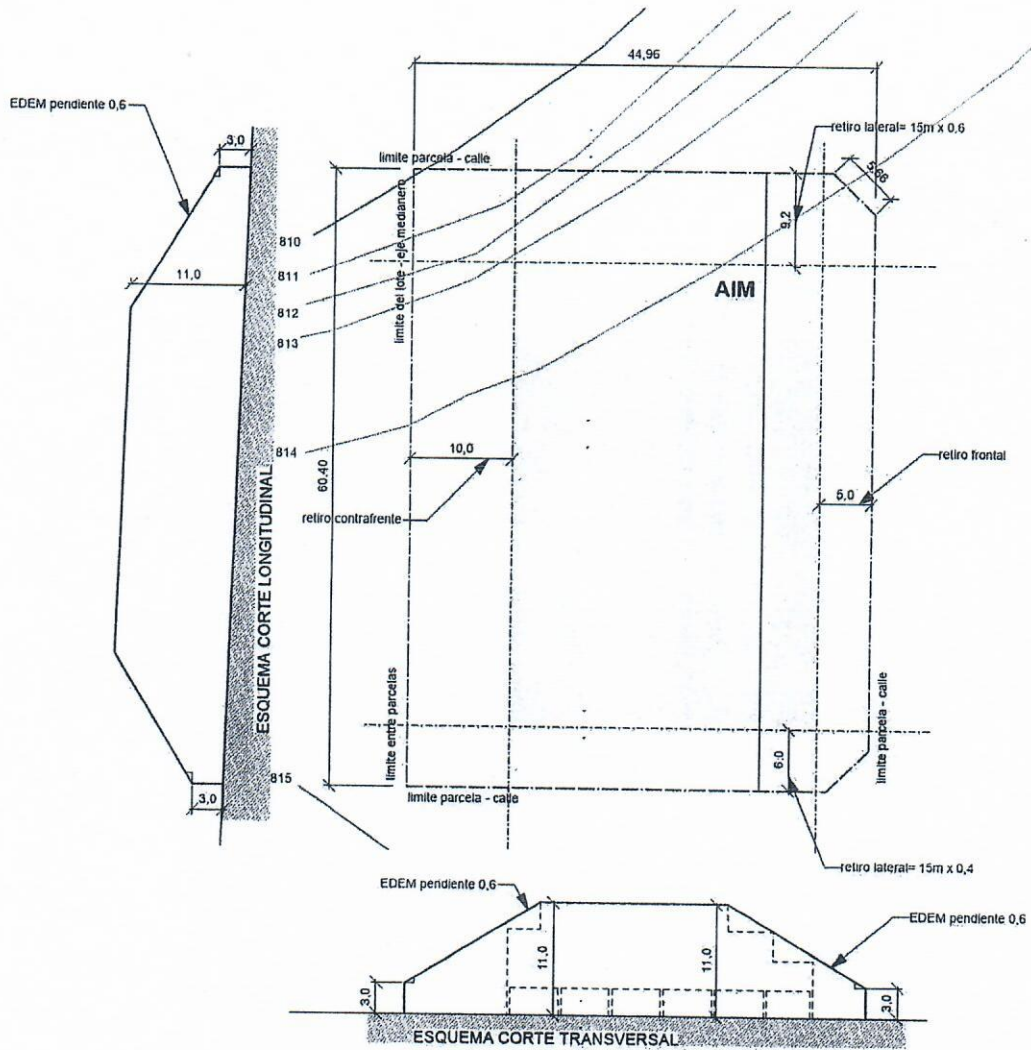 44,96
EDEM pendiente 0,6
3,0
retiro lateral= 15m x 0,6
limite parcela - calle
5,66
9,2
810
811
812
813
814
815
11,0
limite del lote - eje medianero
AIM
10,0
60.40
retiro contrafrente
retiro frontal
5,0
ESQUEMA CORTE LONGITUDINAL
limite entre parcelas
limite parcela - calle
6.0
3,0
limite parcela - calle
retiro lateral= 15m x 0,4
EDEM pendiente 0,6
EDEM pendiente 0,6
11,0
11,0
3,0
3,0
ESQUEMA CORTE TRANSVERSAL